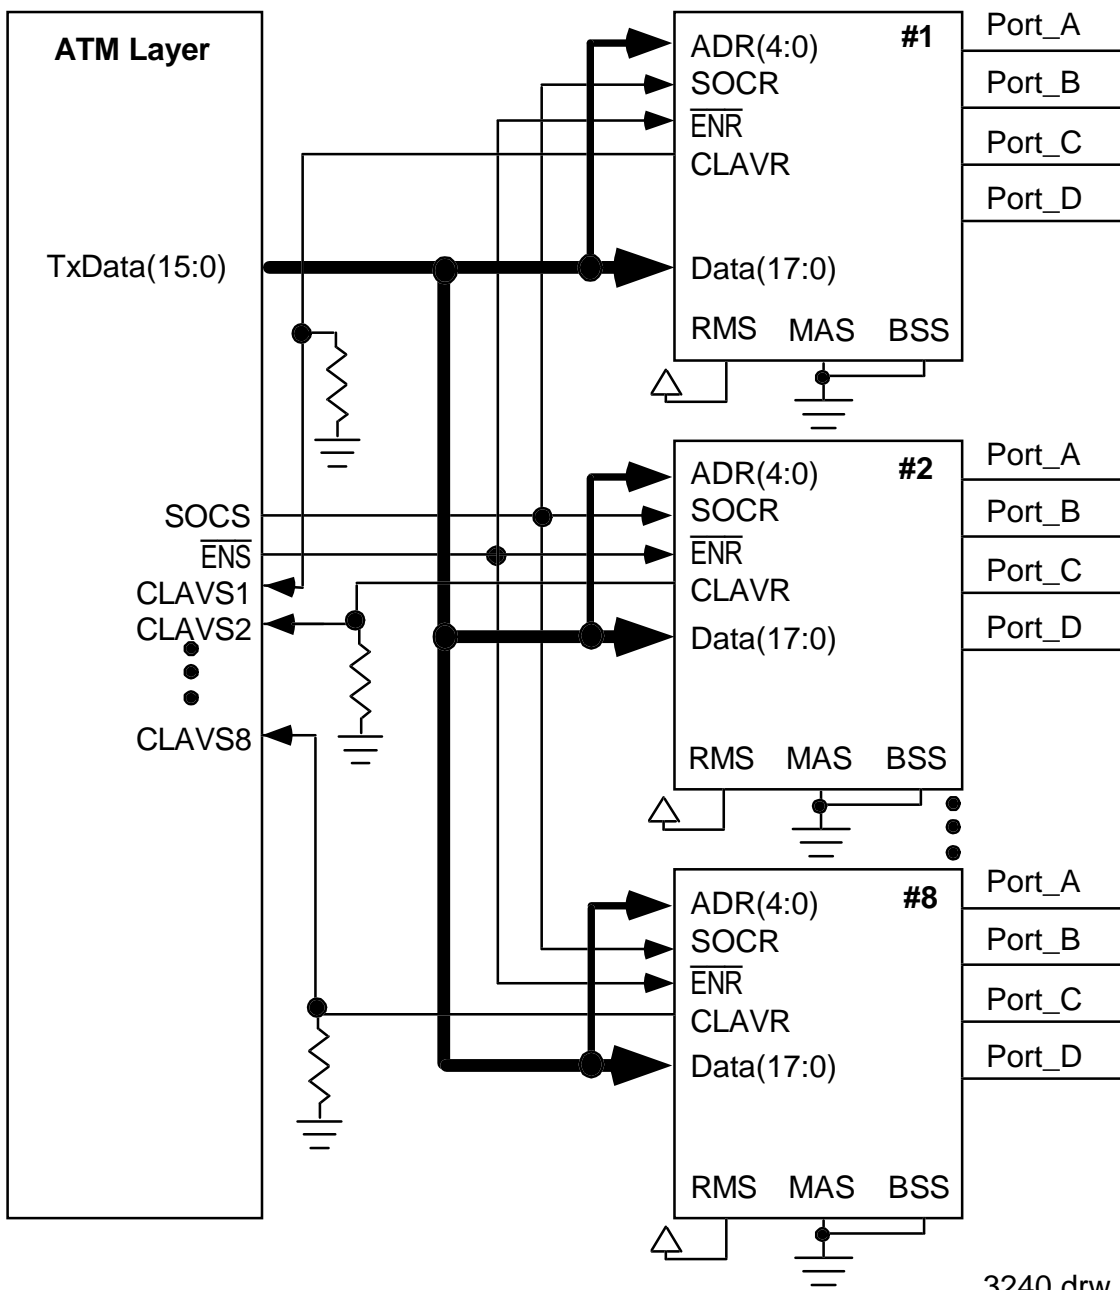 ATM Layer
TxData(15:0)
SOCS
ENS
CLAVS1
CLAVS2
CLAVS8
#1
ADR(4:0)
SOCR
ENR
CLAVR
Data(17:0)
RMS MAS BSS
Port_A
Port_B
Port_C
Port_D
#2
ADR(4:0)
SOCR
ENR
CLAVR
Data(17:0)
RMS MAS BSS
Port_A
Port_B
Port_C
Port_D
#8
ADR(4:0)
SOCR
ENR
CLAVR
Data(17:0)
RMS MAS BSS
Port_A
Port_B
Port_C
Port_D
3240 drw